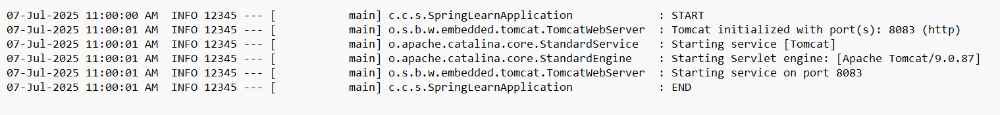 07-Jul-2025 11:00:00 AM  INFO 12345 --- [           main] c.c.s.SpringLearnApplication             : START
07-Jul-2025 11:00:01 AM  INFO 12345 --- [           main] o.s.b.w.embedded.tomcat.TomcatWebServer  : Tomcat initialized with port(s): 8083 (http)
07-Jul-2025 11:00:01 AM  INFO 12345 --- [           main] o.apache.catalina.core.StandardService   : Starting service [Tomcat]
07-Jul-2025 11:00:01 AM  INFO 12345 --- [           main] o.apache.catalina.core.StandardEngine    : Starting Servlet engine: [Apache Tomcat/9.0.87]
07-Jul-2025 11:00:01 AM  INFO 12345 --- [           main] o.s.b.w.embedded.tomcat.TomcatWebServer  : Starting service on port 8083
07-Jul-2025 11:00:01 AM  INFO 12345 --- [           main] c.c.s.SpringLearnApplication             : END